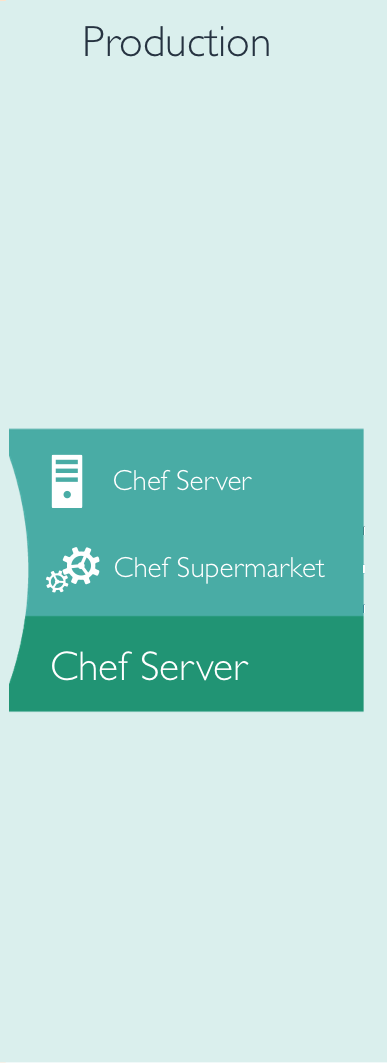 Production
Chef Server
Chef Supermarket
Chef Server